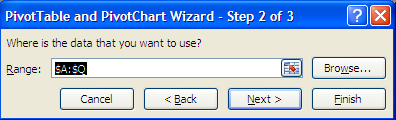 PivotTable and PivotChart Wizard - Step 2 of 3
Where is the data that you want to use?
Range: $A:$Q
Browse...
Cancel < Back Next > Finish